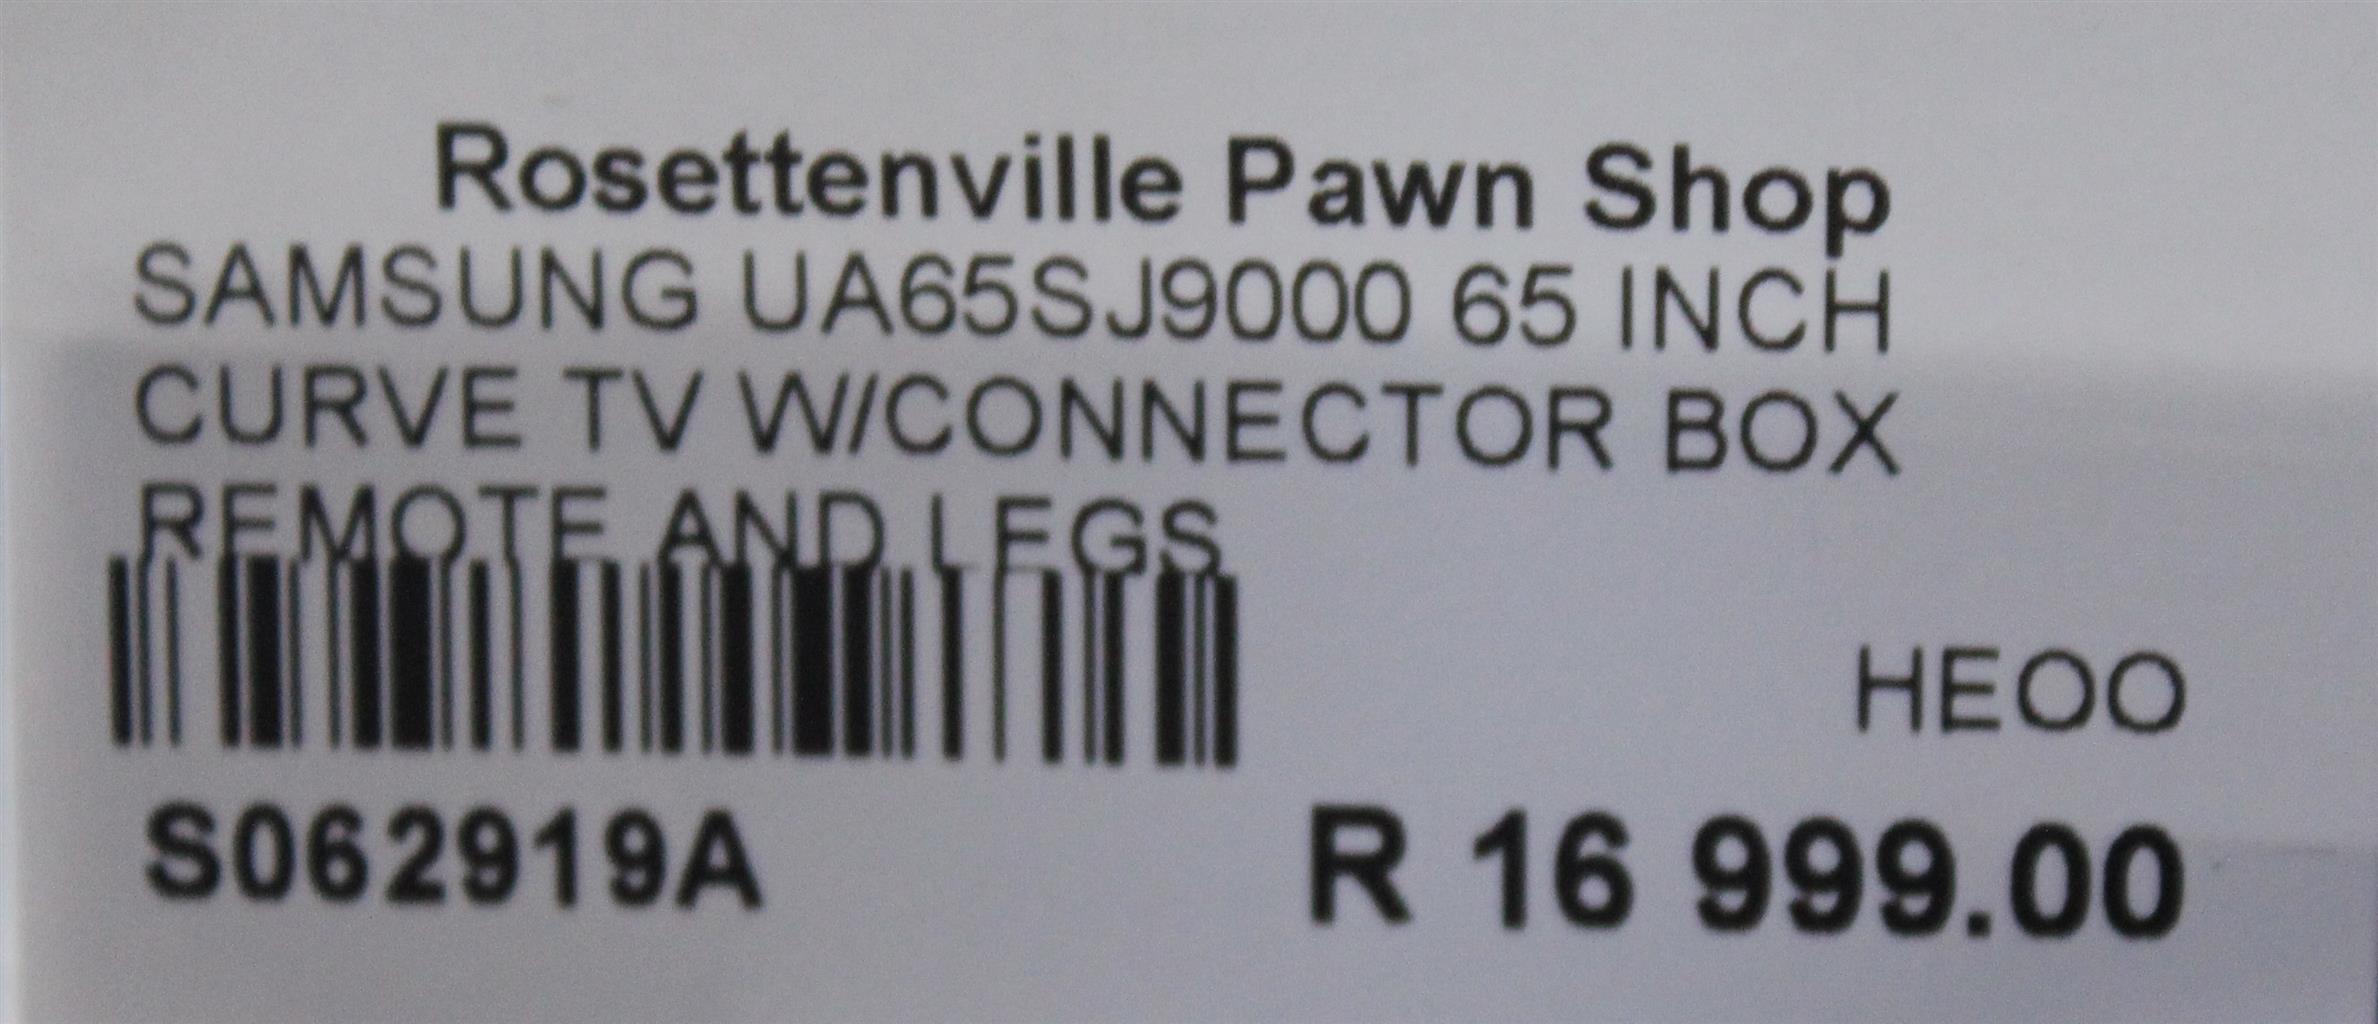 Rosettenville Pawn Shop
SAMSUNG UA65SJ9000 65 INCH
CURVE TV W/CONNECTOR BOX
REMOTE AND LEGS
HEOO
S062919A
R 16 999.00